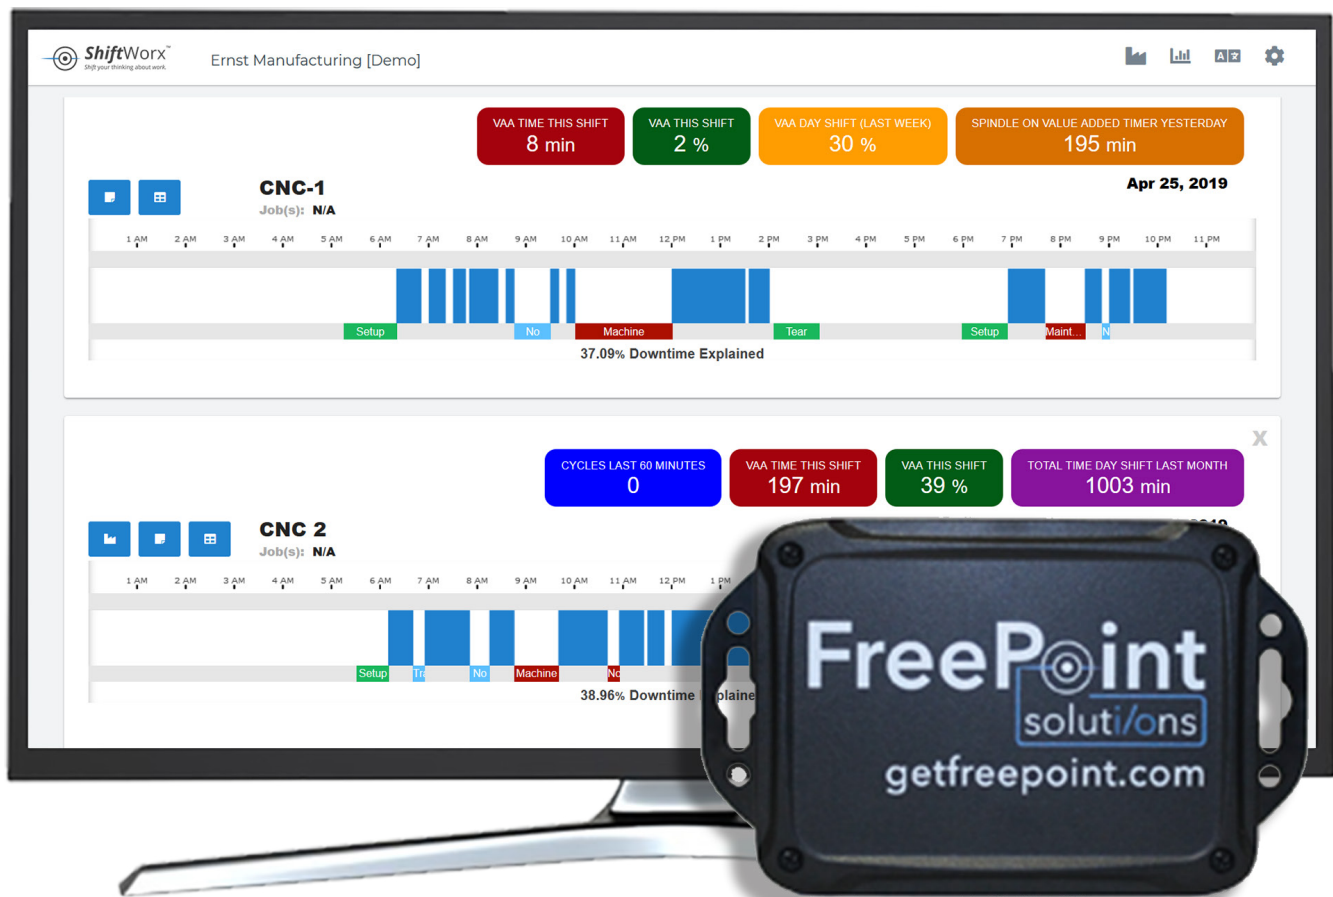 ShiftWorx™
Shift your thinking about work.
Ernst Manufacturing [Demo]
VAA TIME THIS SHIFT
8 min
VAA THIS SHIFT
2 %
VAA DAY SHIFT (LAST WEEK)
30 %
SPINDLE ON VALUE ADDED TIMER YESTERDAY
195 min
CNC-1
Job(s): N/A
Apr 25, 2019
1 AM 2 AM 3 AM 4 AM 5 AM 6 AM 7 AM 8 AM 9 AM 10 AM 11 AM 12 PM 1 PM 2 PM 3 PM 4 PM 5 PM 6 PM 7 PM 8 PM 9 PM 10 PM 11 PM
Setup No Machine Tear Setup Maint... N
37.09% Downtime Explained
X
CYCLES LAST 60 MINUTES
0
VAA TIME THIS SHIFT
197 min
VAA THIS SHIFT
39 %
TOTAL TIME DAY SHIFT LAST MONTH
1003 min
CNC 2
Job(s): N/A
1 AM 2 AM 3 AM 4 AM 5 AM 6 AM 7 AM 8 AM 9 AM 10 AM 11 AM 12 PM 1 PM
Setup Tra No Machine No
38.96% Downtime Explaine
FreePoint
soluti/ons
getfreepoint.com